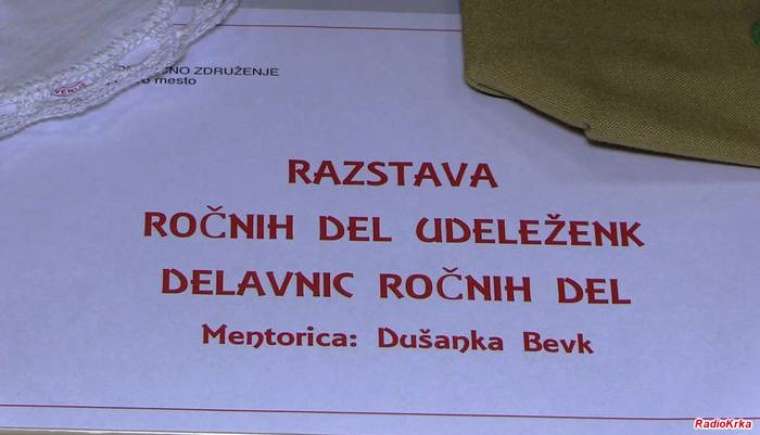 ZDRUŽENJE
mesto
RAZSTAVA
ROČNIH DEL UDELEŽENK
DELAVNIC ROČNIH DEL
Mentorica: Dušanka Bevk
RadioKrka